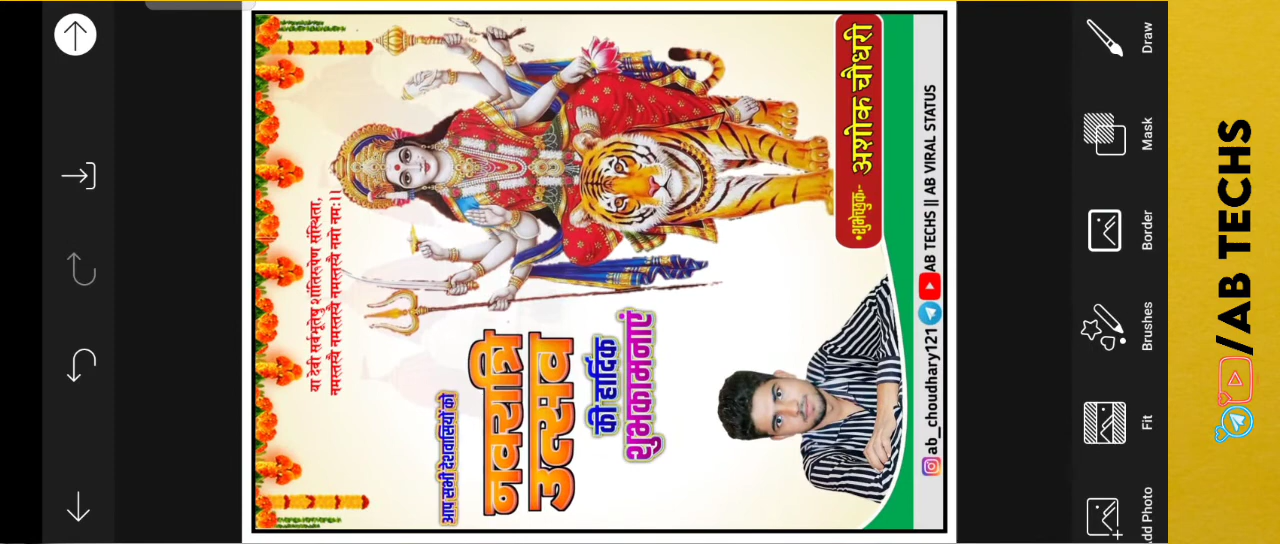 या देवी सर्वभूतेषु शांतिरूपेण संस्थिता,
नमस्तस्यै नमस्तस्यै नमस्तस्यै नमो नमः।।
आप सभी देशवासियों को
नवरात्रि
उत्सव
की हार्दिक
शुभकामनाएं
•शुभेच्छुक:-
अशोक चौधरी
ab_choudhary121 AB TECHS || AB VIRAL STATUS
Draw
Mask
Border
Brushes
Fit
dd Photo
/AB TECHS